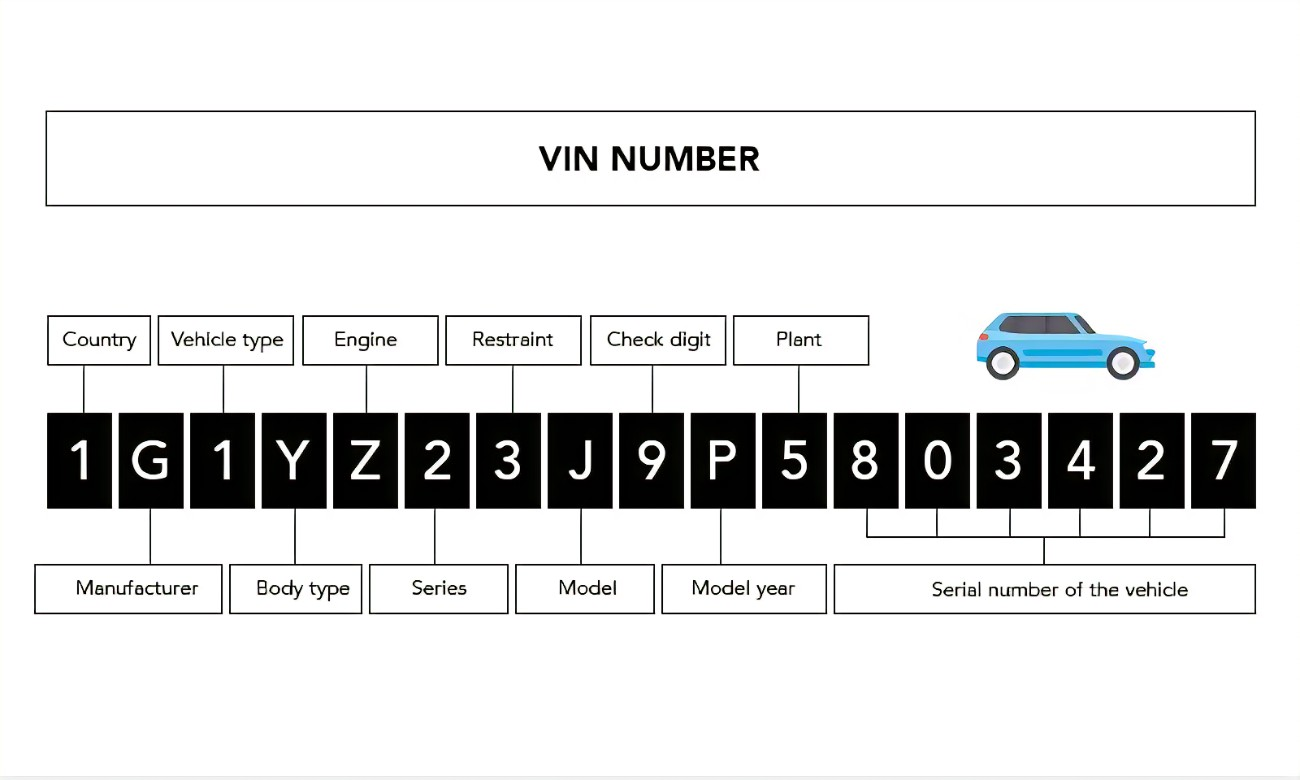 VIN NUMBER
Country Vehicle type Engine Restraint Check digit Plant
1 G 1 Y Z 2 3 J 9 P 5 8 0 3 4 2 7
Manufacturer Body type Series Model Model year Serial number of the vehicle